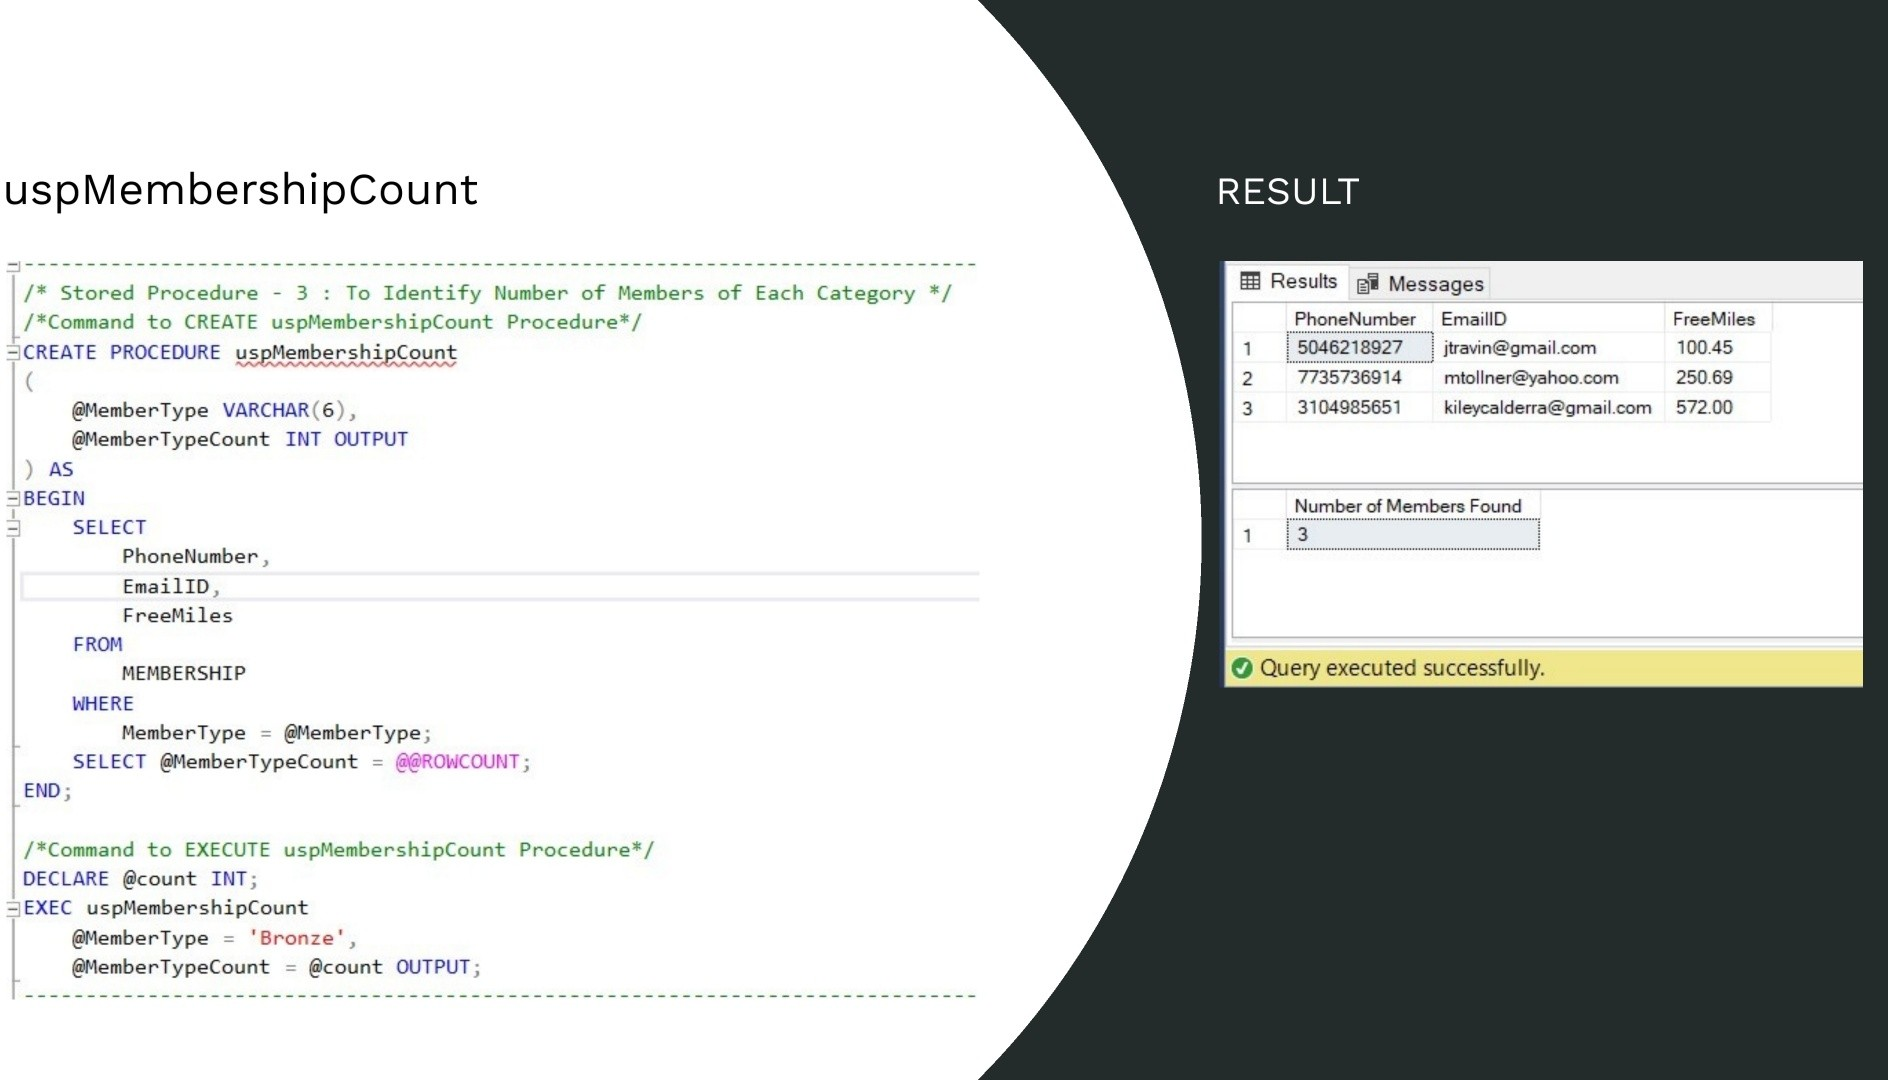 uspMembershipCount
--------------------------------------------------------------------------------
/* Stored Procedure - 3 : To Identify Number of Members of Each Category */
/*Command to CREATE uspMembershipCount Procedure*/
CREATE PROCEDURE uspMembershipCount
(
@MemberType VARCHAR(6),
@MemberTypeCount INT OUTPUT
) AS
BEGIN
SELECT
PhoneNumber,
EmailID,
FreeMiles
FROM
MEMBERSHIP
WHERE
MemberType = @MemberType;
SELECT @MemberTypeCount = @@ROWCOUNT;
END;
/*Command to EXECUTE uspMembershipCount Procedure*/
DECLARE @count INT;
EXEC uspMembershipCount
@MemberType = 'Bronze',
@MemberTypeCount = @count OUTPUT;
--------------------------------------------------------------------------------
RESULT
Results Messages
PhoneNumber EmailID FreeMiles
1 5046218927 jtravin@gmail.com 100.45
2 7735736914 mtollner@yahoo.com 250.69
3 3104985651 kileycalderra@gmail.com 572.00
Number of Members Found
1 3
Query executed successfully.